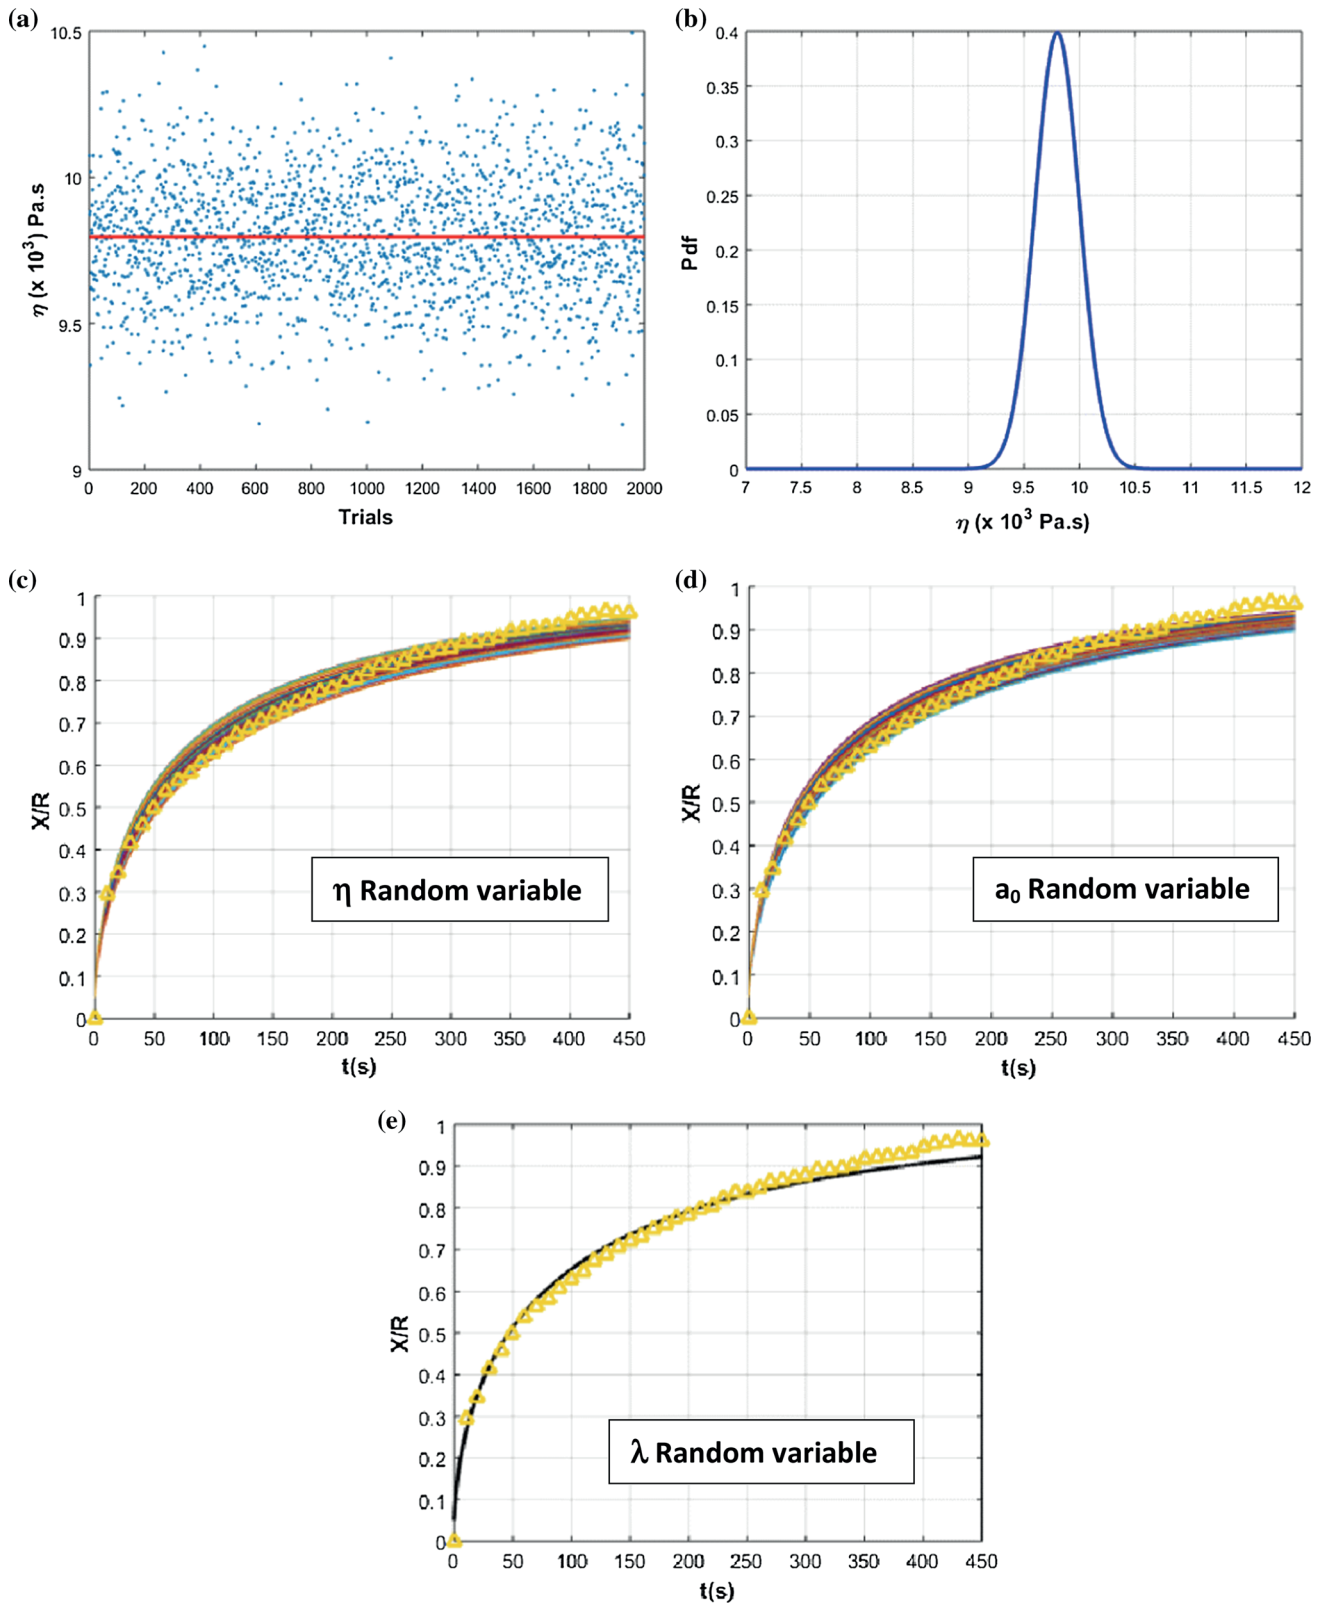 (a)
10.5
10
9.5
9
η (x 10³) Pa.s
0 200 400 600 800 1000 1200 1400 1600 1800 2000
Trials
(b)
0.4
0.35
0.3
0.25
0.2
0.15
0.1
0.05
0
Pdf
7 7.5 8 8.5 9 9.5 10 10.5 11 11.5 12
η (x 10³ Pa.s)
(c)
1
0.9
0.8
0.7
0.6
0.5
0.4
0.3
0.2
0.1
0
X/R
η Random variable
0 50 100 150 200 250 300 350 400 450
t(s)
(d)
1
0.9
0.8
0.7
0.6
0.5
0.4
0.3
0.2
0.1
0
X/R
a₀ Random variable
0 50 100 150 200 250 300 350 400 450
t(s)
(e)
1
0.9
0.8
0.7
0.6
0.5
0.4
0.3
0.2
0.1
0
X/R
λ Random variable
0 50 100 150 200 250 300 350 400 450
t(s)